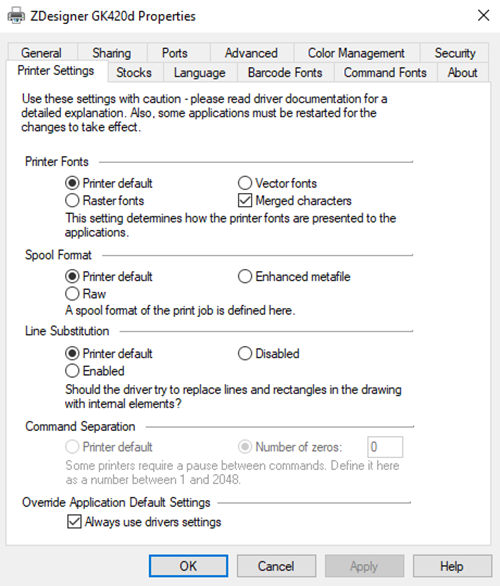 ZDesigner GK420d Properties
General Sharing Ports Advanced Color Management Security
Printer Settings Stocks Language Barcode Fonts Command Fonts About
Use these settings with caution - please read driver documentation for a
detailed explanation. Also, some applications must be restarted for the
changes to take effect.
Printer Fonts
Printer default Vector fonts
Raster fonts Merged characters
This setting determines how the printer fonts are presented to the
applications.
Spool Format
Printer default Enhanced metafile
Raw
A spool format of the print job is defined here.
Line Substitution
Printer default Disabled
Enabled
Should the driver try to replace lines and rectangles in the drawing
with internal elements?
Command Separation
Printer default Number of zeros: 0
Some printers require a pause between commands. Define it here
as a number between 1 and 2048.
Override Application Default Settings
Always use drivers settings
OK Cancel Apply Help